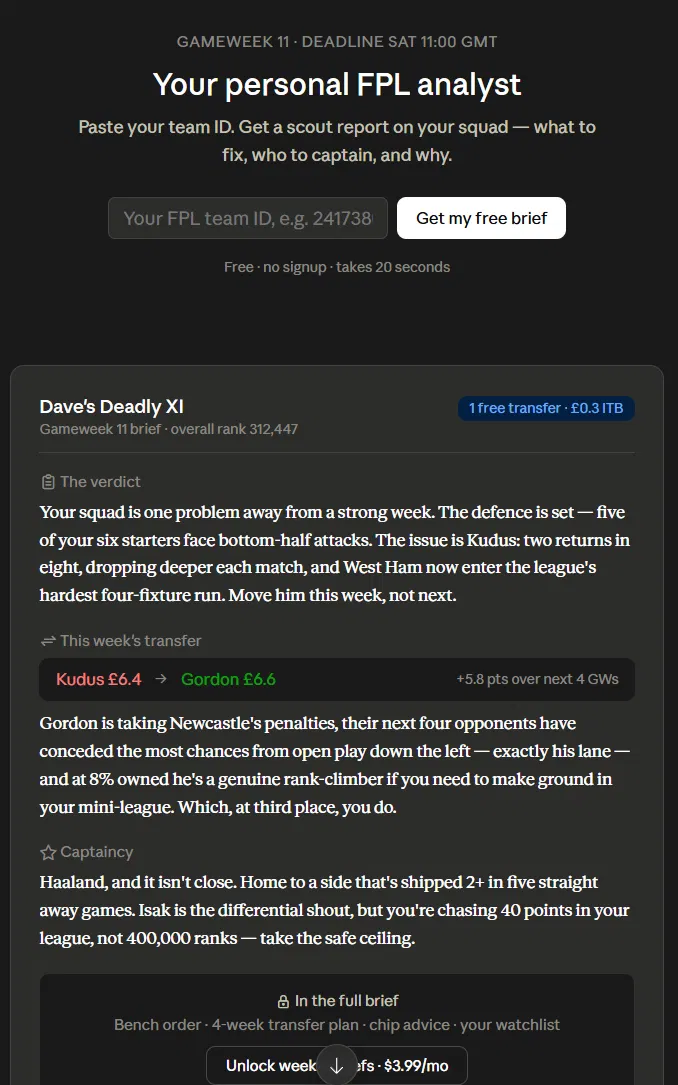 GAMEWEEK 11 · DEADLINE SAT 11:00 GMT
Your personal FPL analyst
Paste your team ID. Get a scout report on your squad — what to
fix, who to captain, and why.
Your FPL team ID, e.g. 241738
Get my free brief
Free · no signup · takes 20 seconds
Dave's Deadly XI
1 free transfer · £0.3 ITB
Gameweek 11 brief · overall rank 312,447
The verdict
Your squad is one problem away from a strong week. The defence is set — five
of your six starters face bottom-half attacks. The issue is Kudus: two returns in
eight, dropping deeper each match, and West Ham now enter the league's
hardest four-fixture run. Move him this week, not next.
This week's transfer
Kudus £6.4 → Gordon £6.6 +5.8 pts over next 4 GWs
Gordon is taking Newcastle's penalties, their next four opponents have
conceded the most chances from open play down the left — exactly his lane —
and at 8% owned he's a genuine rank-climber if you need to make ground in
your mini-league. Which, at third place, you do.
Captaincy
Haaland, and it isn't close. Home to a side that's shipped 2+ in five straight
away games. Isak is the differential shout, but you're chasing 40 points in your
league, not 400,000 ranks — take the safe ceiling.
In the full brief
Bench order · 4-week transfer plan · chip advice · your watchlist
Unlock week efs · $3.99/mo